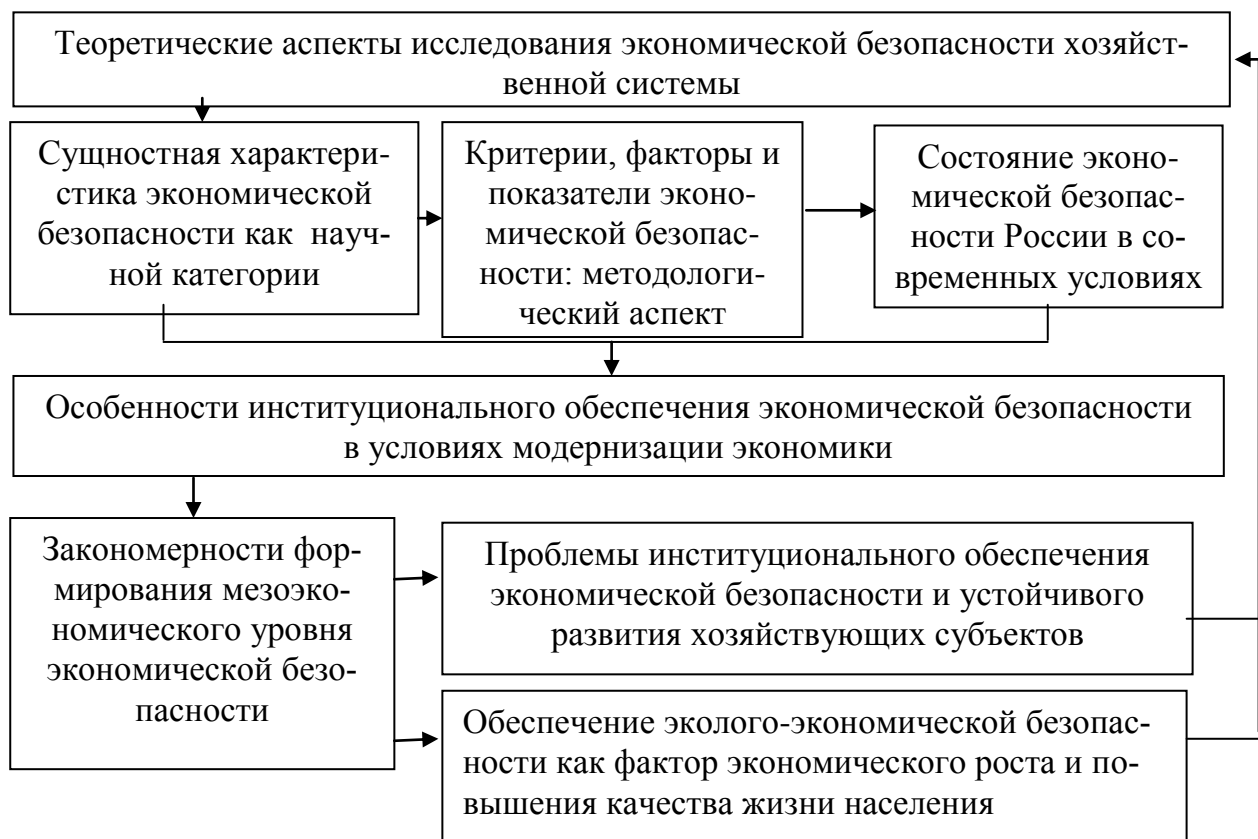 Теоретические аспекты исследования экономической безопасности хозяйст-
венной системы
Сущностная характери-
стика экономической
безопасности как науч-
ной категории
Критерии, факторы и
показатели эконо-
мической безопас-
ности: методологи-
ческий аспект
Состояние эконо-
мической безопас-
ности России в со-
временных условиях
Особенности институционального обеспечения экономической безопасности
в условиях модернизации экономики
Закономерности фор-
мирования мезоэко-
номического уровня
экономической безо-
пасности
Проблемы институционального обеспечения
экономической безопасности и устойчивого
развития хозяйствующих субъектов
Обеспечение эколого-экономической безопас-
ности как фактор экономического роста и по-
вышения качества жизни населения